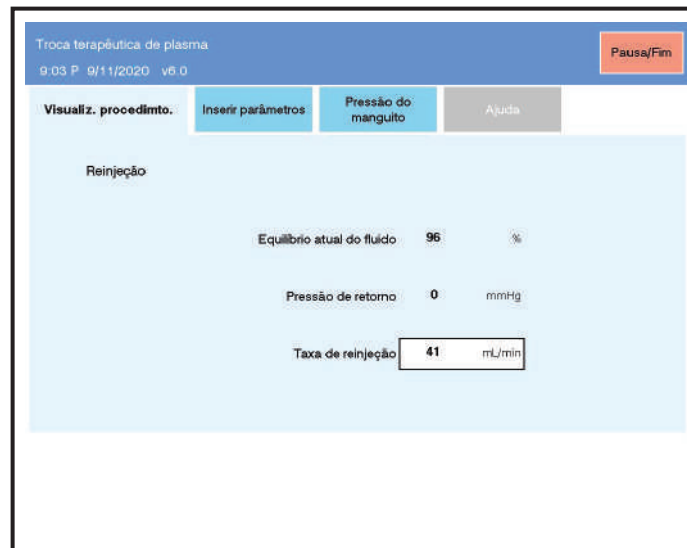 Troca terapêutica de plasma
9:03 P 9/11/2020 v6.0
Pausa/Fim
Visualiz. procedimto.
Inserir parâmetros
Pressão do
manguito
Ajuda
Reinjeção
Equilíbrio atual do fluido 96 %
Pressão de retorno 0 mmHg
Taxa de reinjeção 41 mL/min